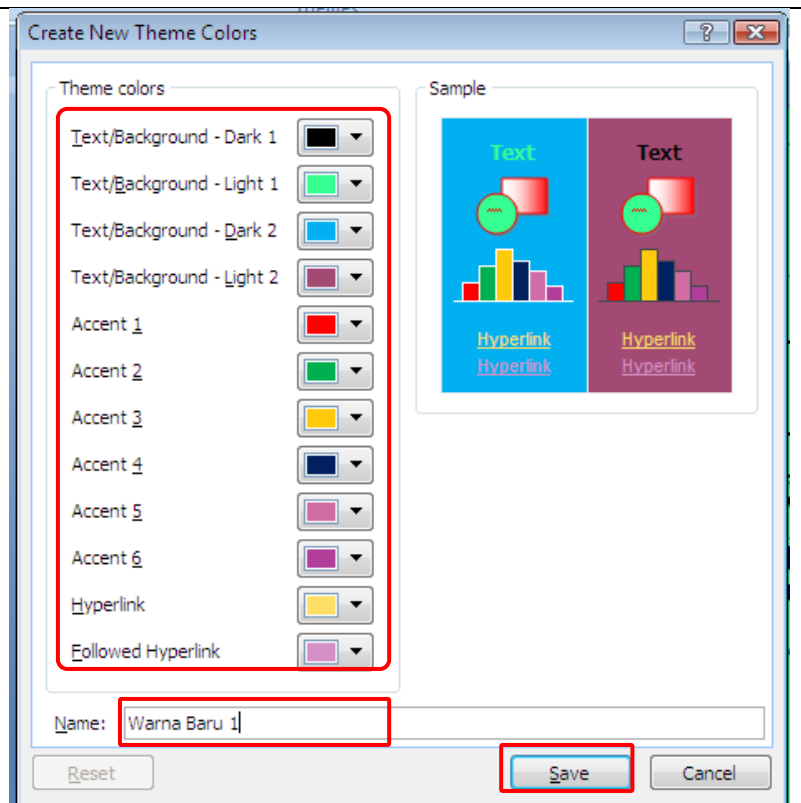 Themes
Create New Theme Colors
Theme colors
Text/Background - Dark 1
Text/Background - Light 1
Text/Background - Dark 2
Text/Background - Light 2
Accent 1
Accent 2
Accent 3
Accent 4
Accent 5
Accent 6
Hyperlink
Followed Hyperlink
Sample
Text Text
Hyperlink Hyperlink
Hyperlink Hyperlink
Name: Warna Baru 1
Reset Save Cancel